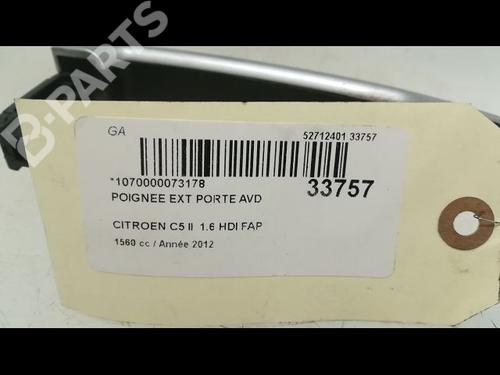 B-PARTS
GA
52712401 33757
*1070000073178
33757
POIGNEE EXT PORTE AVD
CITROEN C5 II 1.6 HDI FAP
1560 cc / Année 2012